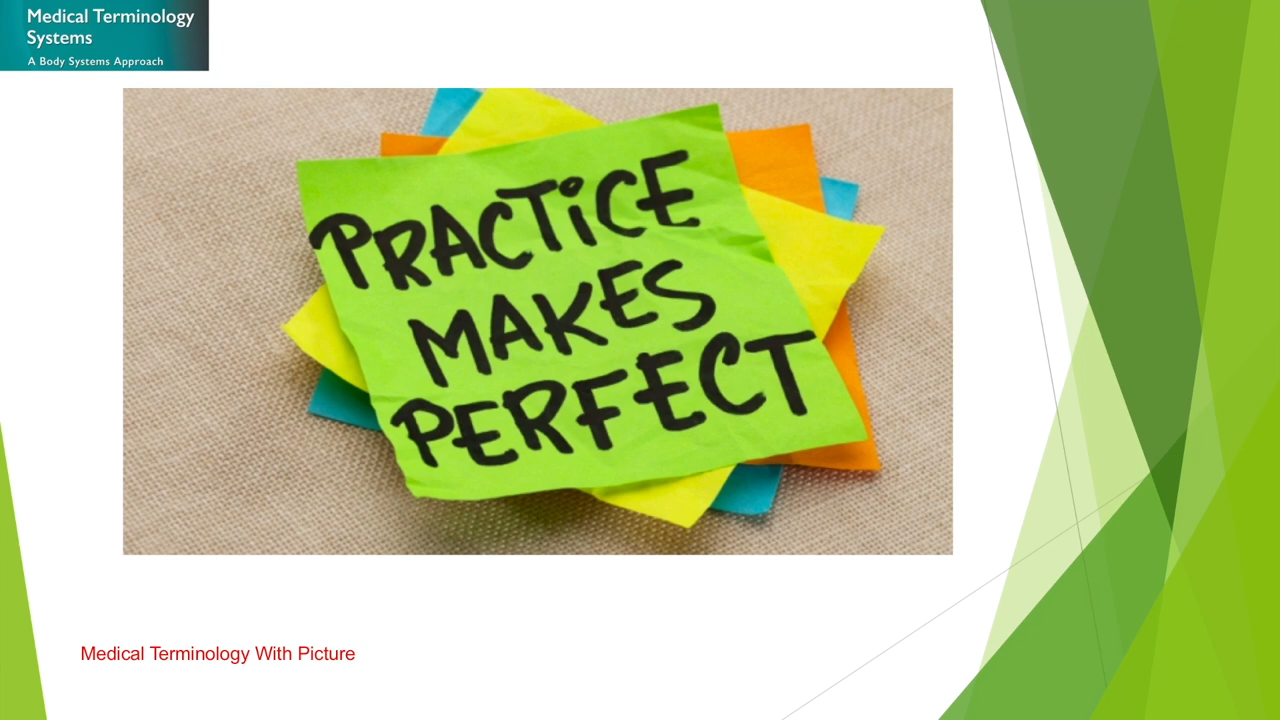 Medical Terminology
Systems
A Body Systems Approach
PRACTICE
MAKES
PERFECT
Medical Terminology With Picture